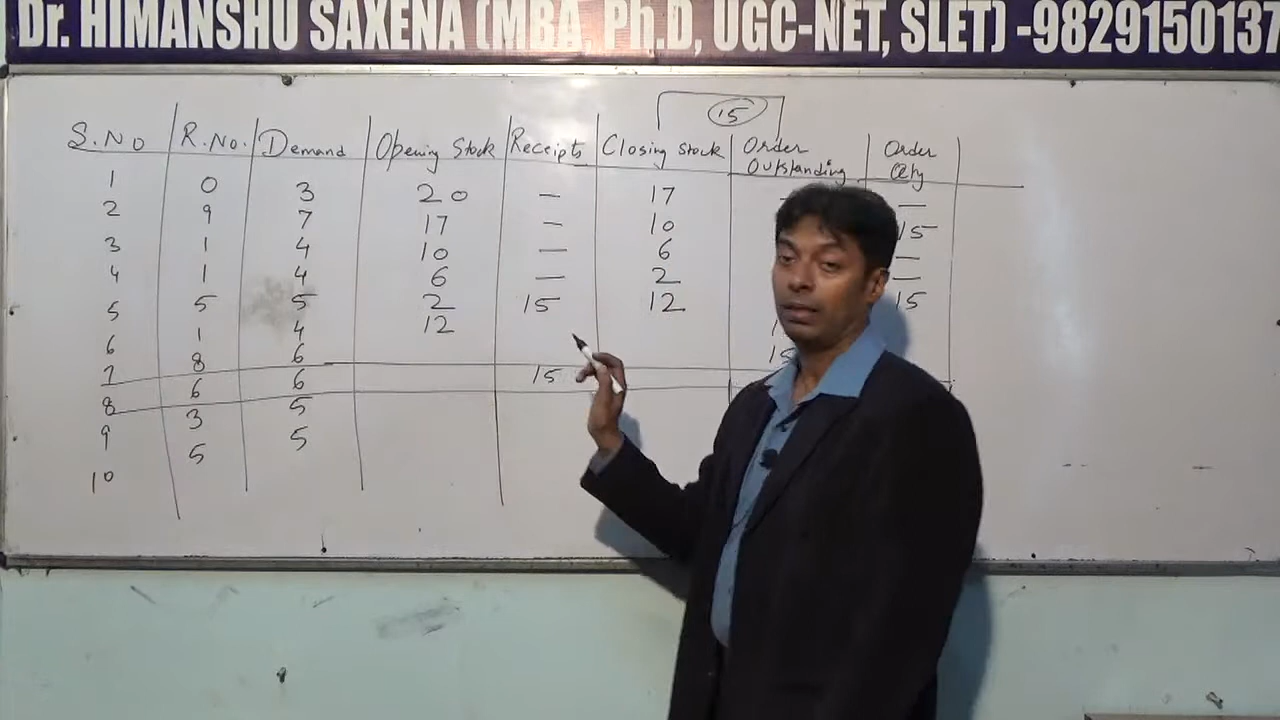 Dr. HIMANSHU SAXENA (MBA, Ph.D, UGC-NET, SLET) -9829150137
15
S.No R.No. Demand Opening Stock Receipts Closing Stock Order Outstanding Order Qty
1 0 3 20 — 17 —
2 9 7 17 — 10 15
3 1 4 10 — 6 —
4 1 4 6 — 2 —
5 5 5 2 15 12 15
6 1 4 12
7 8 6 15
8 6 6 15
9 3 5
10 5 5